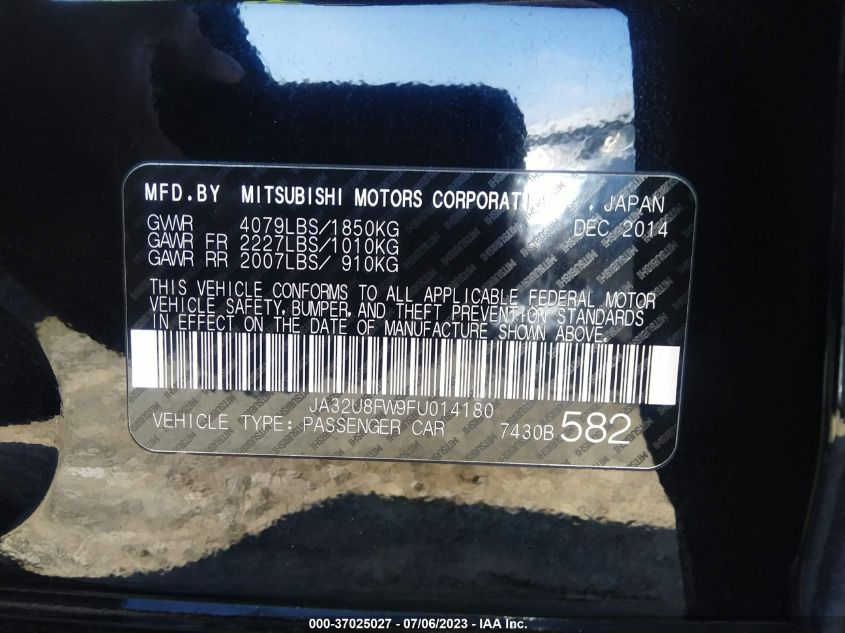 MFD.BY MITSUBISHI MOTORS CORPORATI , JAPAN
GVWR 4079LBS/1850KG DEC 2014
GAWR FR 2227LBS/1010KG
GAWR RR 2007LBS/ 910KG
THIS VEHICLE CONFORMS TO ALL APPLICABLE FEDERAL MOTOR
VEHICLE SAFETY, BUMPER, AND THEFT PREVENTION STANDARDS
IN EFFECT ON THE DATE OF MANUFACTURE SHOWN ABOVE.
JA32U8FW9FU014180
VEHICLE TYPE: PASSENGER CAR 7430B 582
000-37025027 - 07/06/2023 - IAA Inc.